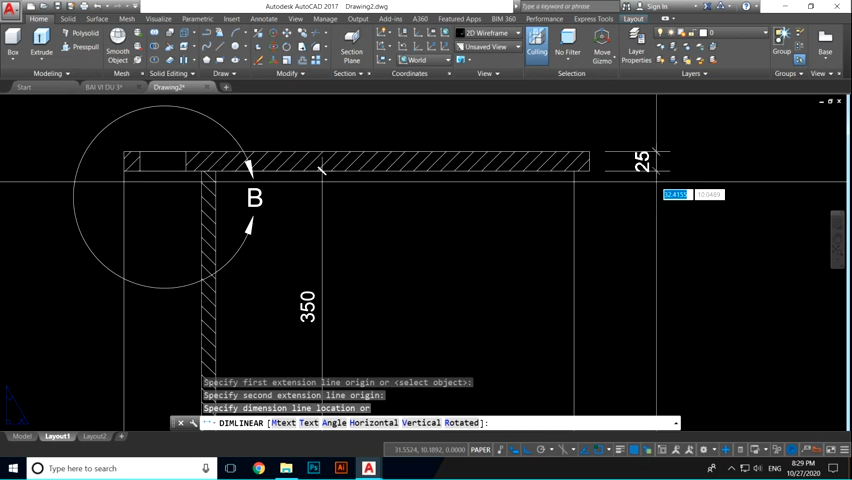 Autodesk AutoCAD 2017 Drawing2.dwg
Type a keyword or phrase
Sign In
Home Solid Surface Mesh Visualize Parametric Insert Annotate View Manage Output Add-ins A360 Featured Apps BIM 360 Performance Express Tools Layout
Box
Extrude
Polysolid
Presspull
Smooth
Object
Section
Plane
World
2D Wireframe
Unsaved View
Culling
No Filter
Move
Gizmo
Layer
Properties
0
Group
Base
Modeling Mesh Solid Editing Draw Modify Section Coordinates View Selection Layers Groups View
Start BAI VI DU 3* Drawing2*
25
B
32.4155 10.0489
350
Specify first extension line origin or <select object>:
Specify second extension line origin:
Specify dimension line location or
DIMLINEAR [Mtext Text Angle Horizontal Vertical Rotated]:
Model Layout1 Layout2
31.5524, 10.1892, 0.0000 PAPER
Type here to search
Ps
Ai
A
ENG
8:29 PM
10/27/2020